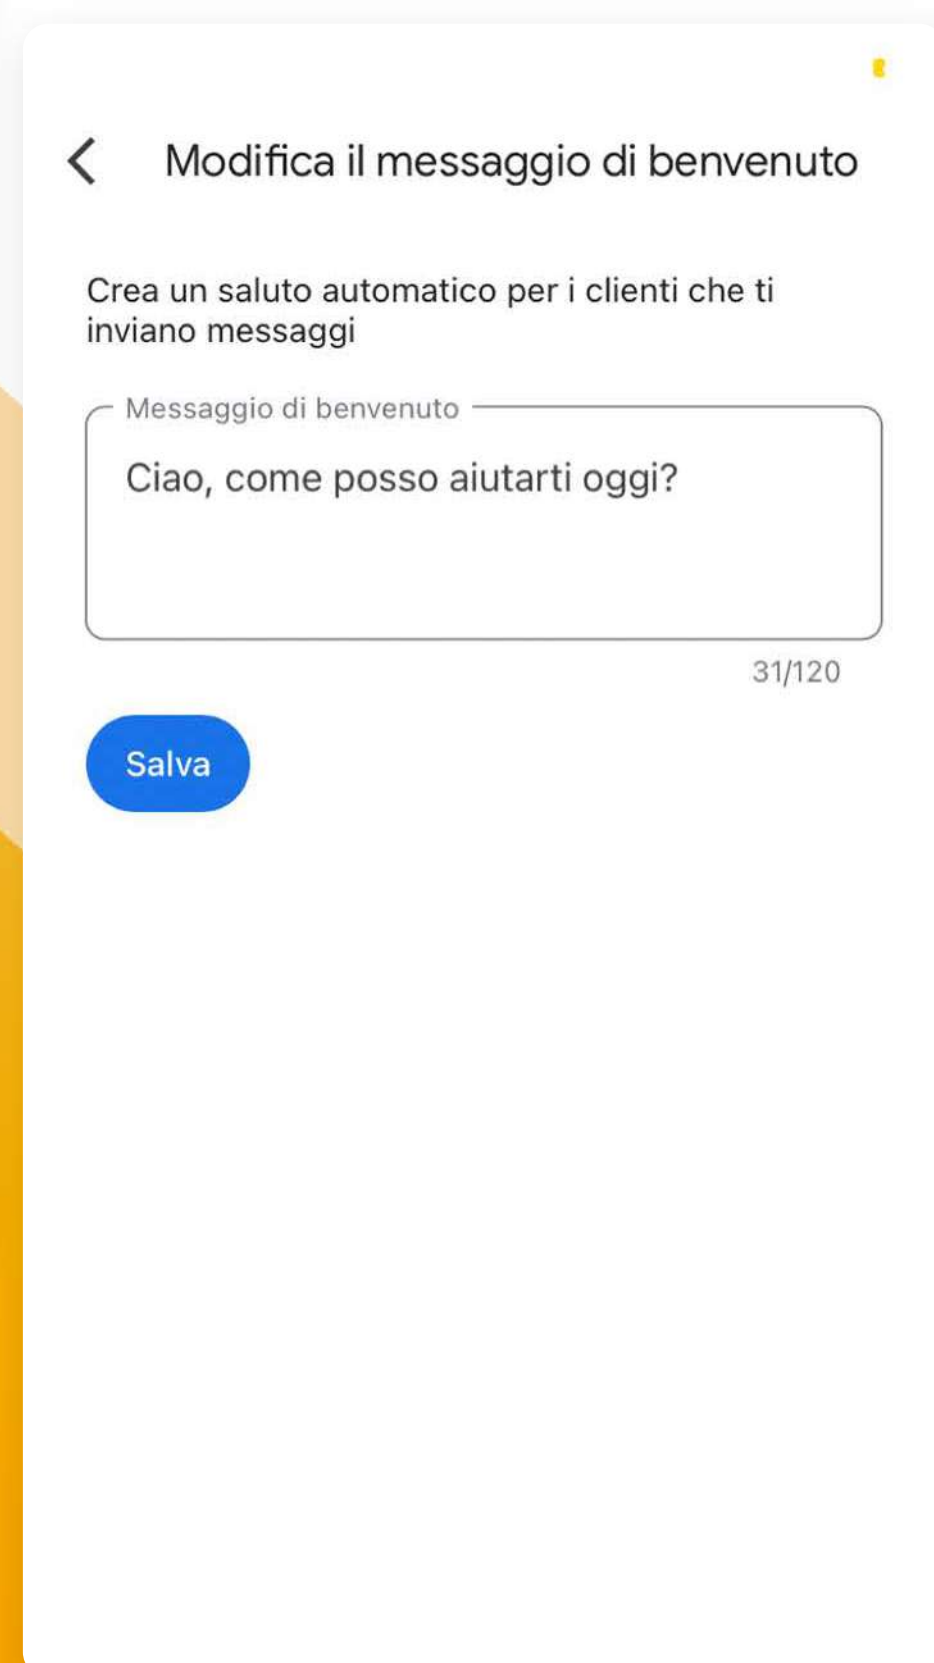 Modifica il messaggio di benvenuto
Crea un saluto automatico per i clienti che ti
inviano messaggi
Messaggio di benvenuto
Ciao, come posso aiutarti oggi?
31/120
Salva